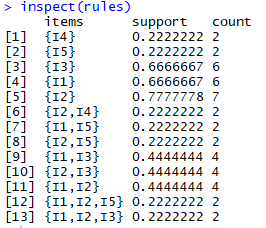 > inspect(rules)
items support count
[1] {I4} 0.2222222 2
[2] {I5} 0.2222222 2
[3] {I3} 0.6666667 6
[4] {I1} 0.6666667 6
[5] {I2} 0.7777778 7
[6] {I2,I4} 0.2222222 2
[7] {I1,I5} 0.2222222 2
[8] {I2,I5} 0.2222222 2
[9] {I1,I3} 0.4444444 4
[10] {I2,I3} 0.4444444 4
[11] {I1,I2} 0.4444444 4
[12] {I1,I2,I5} 0.2222222 2
[13] {I1,I2,I3} 0.2222222 2